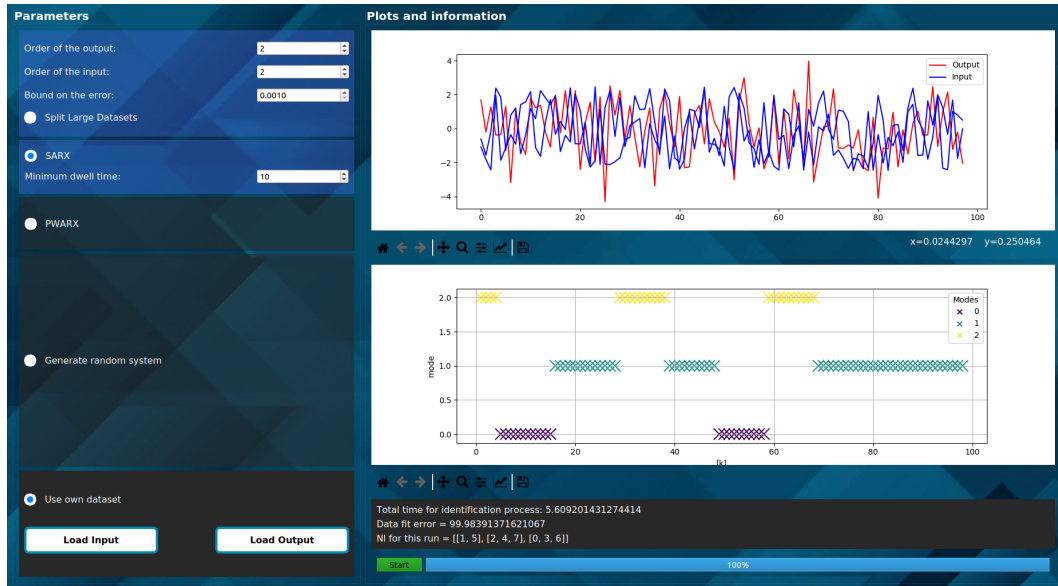 Parameters
Order of the output:
2
Order of the input:
2
Bound on the error:
0.0010
Split Large Datasets
SARX
Minimum dwell time:
10
PWARX
Generate random system
Use own dataset
Load Input
Load Output
Plots and information
4
2
0
−2
−4
0 20 40 60 80 100
Output
Input
x=0.0244297 y=0.250464
2.0
1.5
1.0
0.5
0.0
mode
0 20 40 60 80 100
[k]
Modes
0
1
2
Total time for identification process: 5.609201431274414
Data fit error = 99.98391371621067
NI for this run = [[1, 5], [2, 4, 7], [0, 3, 6]]
Start
100%